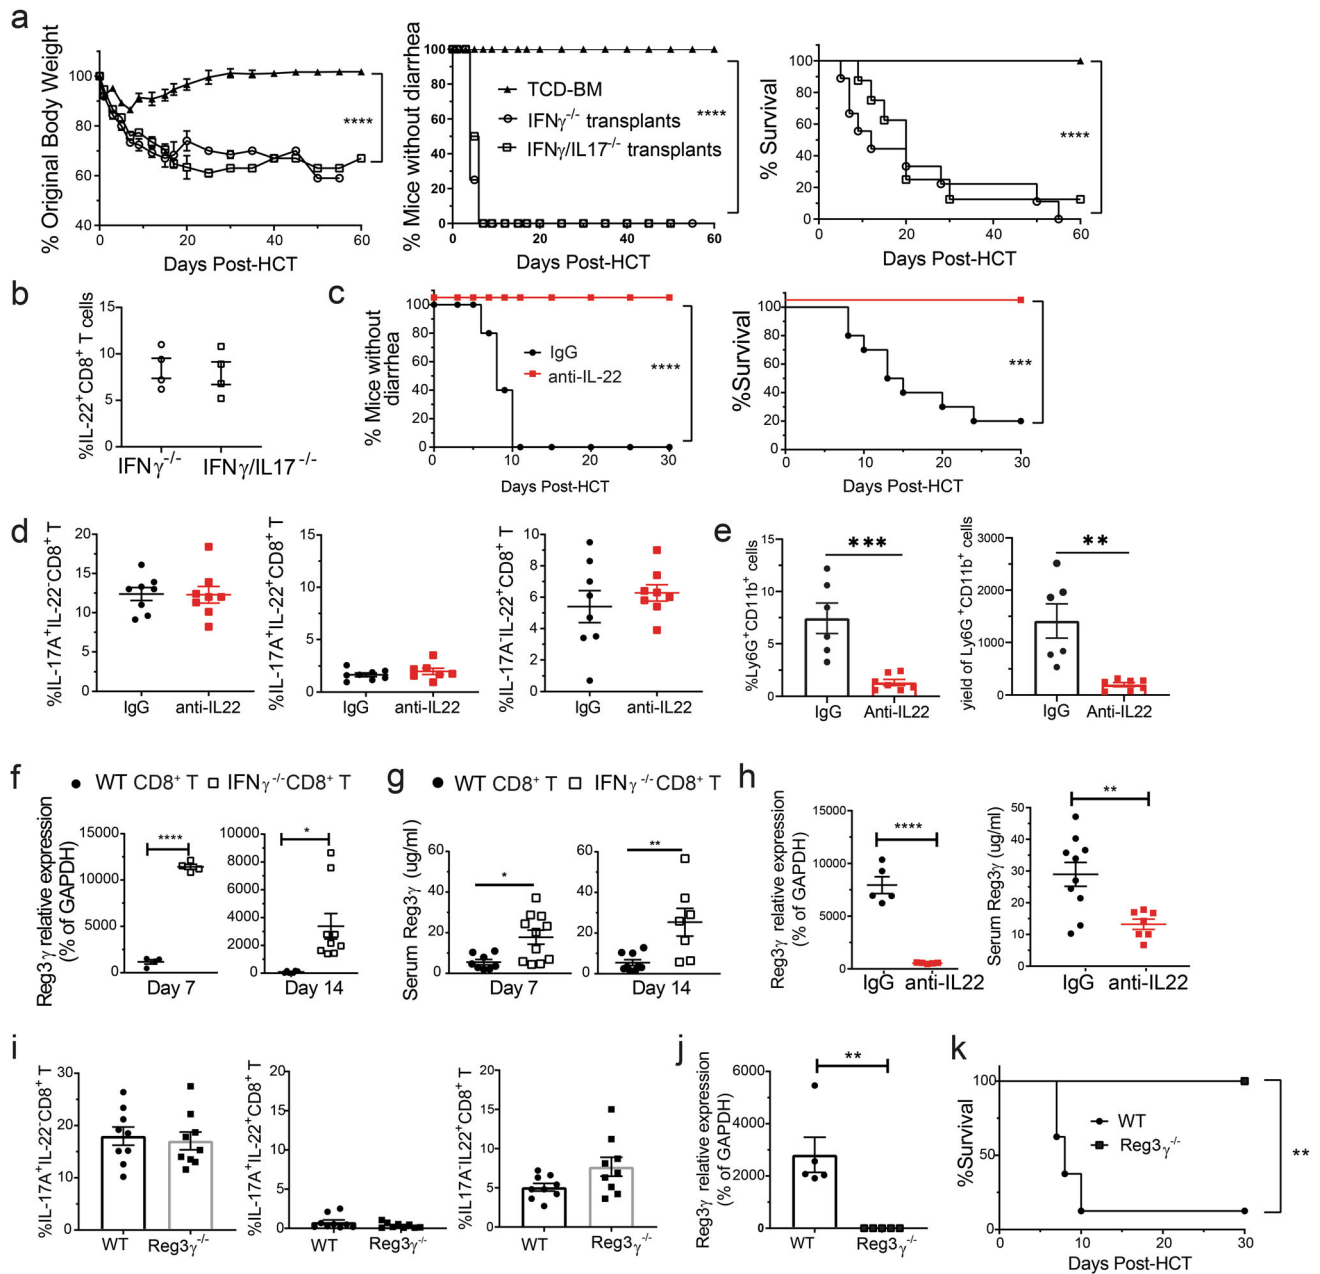 a
% Original Body Weight
100
80
60
40
0
20
40
60
Days Post-HCT
****
% Mice without diarrhea
100
80
60
40
20
0
0
20
40
60
Days Post-HCT
TCD-BM
IFNγ-/- transplants
IFNγ/IL17-/- transplants
****
% Survival
100
80
60
40
20
0
0
20
40
60
Days Post-HCT
****
b
%IL-22+CD8+ T cells
15
10
5
0
IFNγ-/-
IFNγ/IL17-/-
c
% Mice without
diarrhea
100
80
60
40
20
0
0
10
20
30
Days Post-HCT
IgG
anti-IL-22
****
%Survival
100
80
60
40
20
0
0
10
20
30
Days Post-HCT
***
d
%IL-17A+IL-22-CD8+ T
20
15
10
5
0
IgG
anti-IL22
%IL-17A+IL-22+CD8+ T
15
10
5
0
IgG
anti-IL22
%IL-17A-IL-22+CD8+ T
10
8
6
4
2
0
IgG
anti-IL22
e
%Ly6G+CD11b+ cells
15
10
5
0
***
IgG
Anti-IL22
yield of Ly6G+CD11b+ cells
3000
2000
1000
0
**
IgG
Anti-IL22
f
WT CD8+ T
IFNγ-/-CD8+ T
Reg3γ relative expression
(% of GAPDH)
15000
10000
5000
0
****
Day 7
10000
8000
6000
4000
2000
0
*
Day 14
g
WT CD8+ T
IFNγ-/-CD8+ T
Serum Reg3γ (ug/ml)
60
40
20
0
*
Day 7
60
40
20
0
**
Day 14
h
Reg3γ relative expression
(% of GAPDH)
15000
10000
5000
0
****
IgG
anti-IL22
Serum Reg3γ (ug/ml)
50
40
30
20
10
0
**
IgG
anti-IL22
i
%IL-17A+IL-22-CD8+ T
30
20
10
0
WT
Reg3γ-/-
%IL-17A+IL-22+CD8+ T
20
15
10
5
0
WT
Reg3γ-/-
%IL17A-IL22+CD8+ T
20
15
10
5
0
WT
Reg3γ-/-
j
Reg3γ relative expression
(% of GAPDH)
6000
4000
2000
0
**
WT
Reg3γ-/-
k
%Survival
100
50
0
0
10
20
30
Days Post-HCT
WT
Reg3γ-/-
**